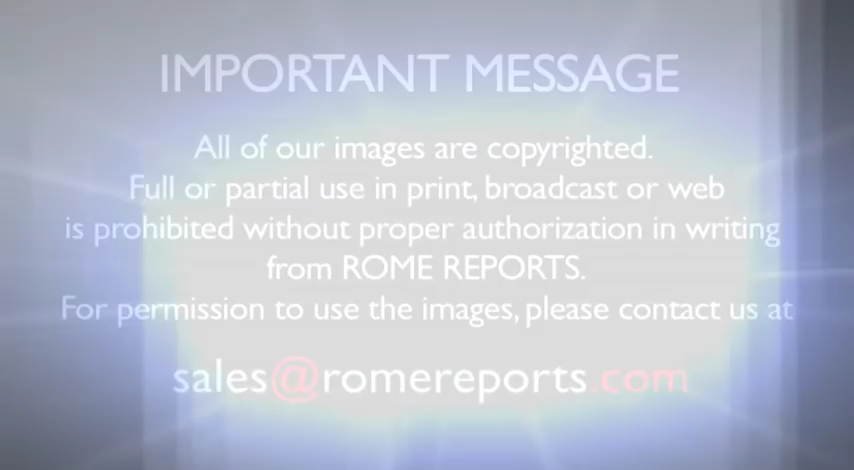 IMPORTANT MESSAGE
All of our images are copyrighted.
Full or partial use in print, broadcast or web
is prohibited without proper authorization in writing
from ROME REPORTS.
For permission to use the images, please contact us at
sales@romereports.com